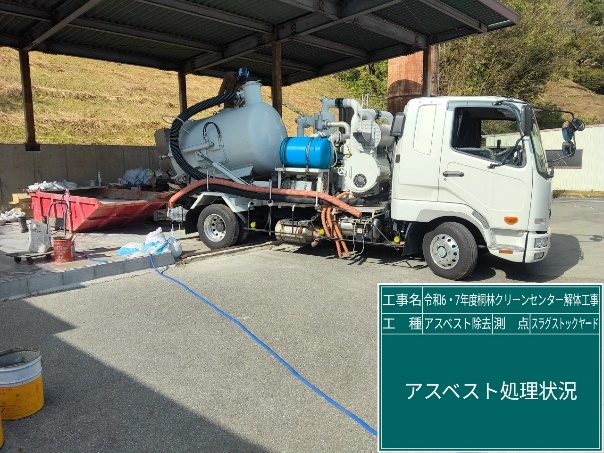 工事名 令和6・7年度桐林クリーンセンター解体工事
工 種 アスベスト除去 測 点 スラグストックヤード
アスベスト処理状況